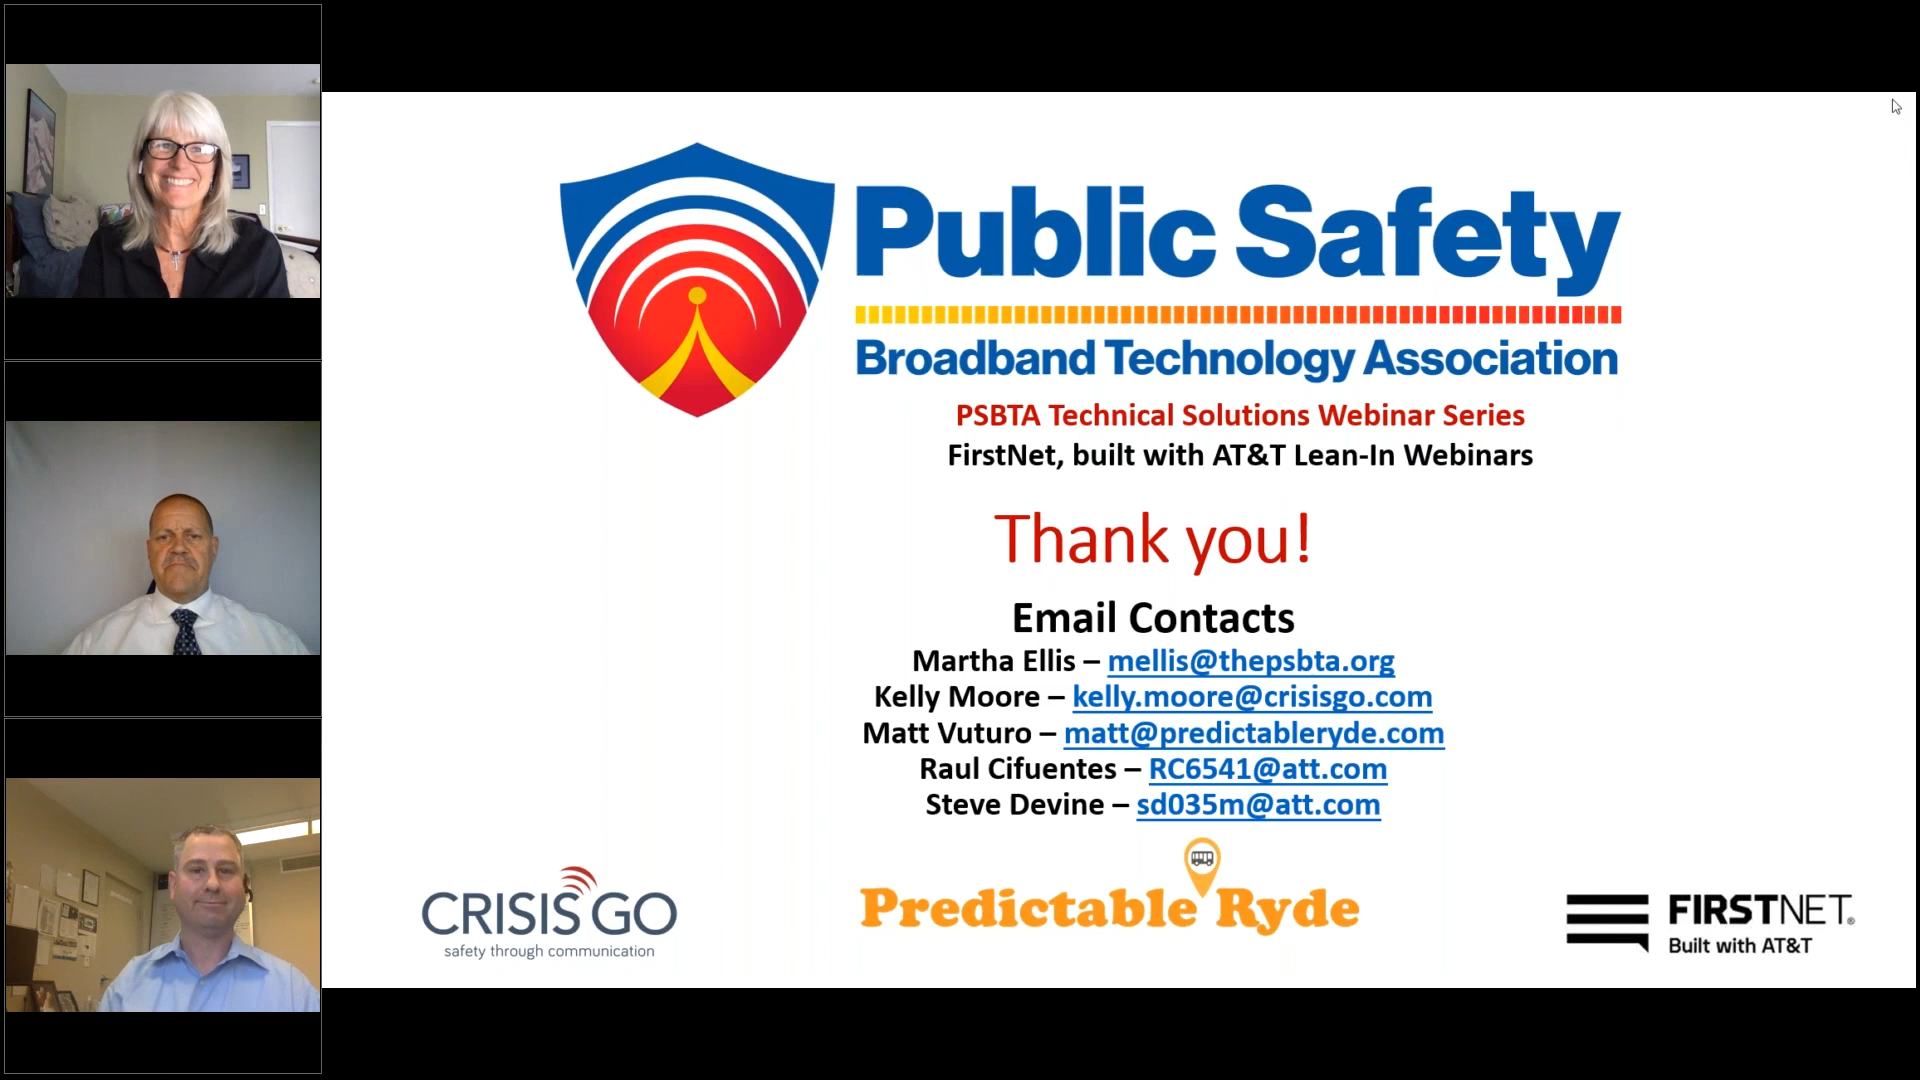 Public Safety
Broadband Technology Association
PSBTA Technical Solutions Webinar Series
FirstNet, built with AT&T Lean-In Webinars
Thank you!
Email Contacts
Martha Ellis – mellis@thepsbta.org
Kelly Moore – kelly.moore@crisisgo.com
Matt Vuturo – matt@predictableryde.com
Raul Cifuentes – RC6541@att.com
Steve Devine – sd035m@att.com
CRISIS GO
safety through communication
Predictable Ryde
FIRSTNET®
Built with AT&T